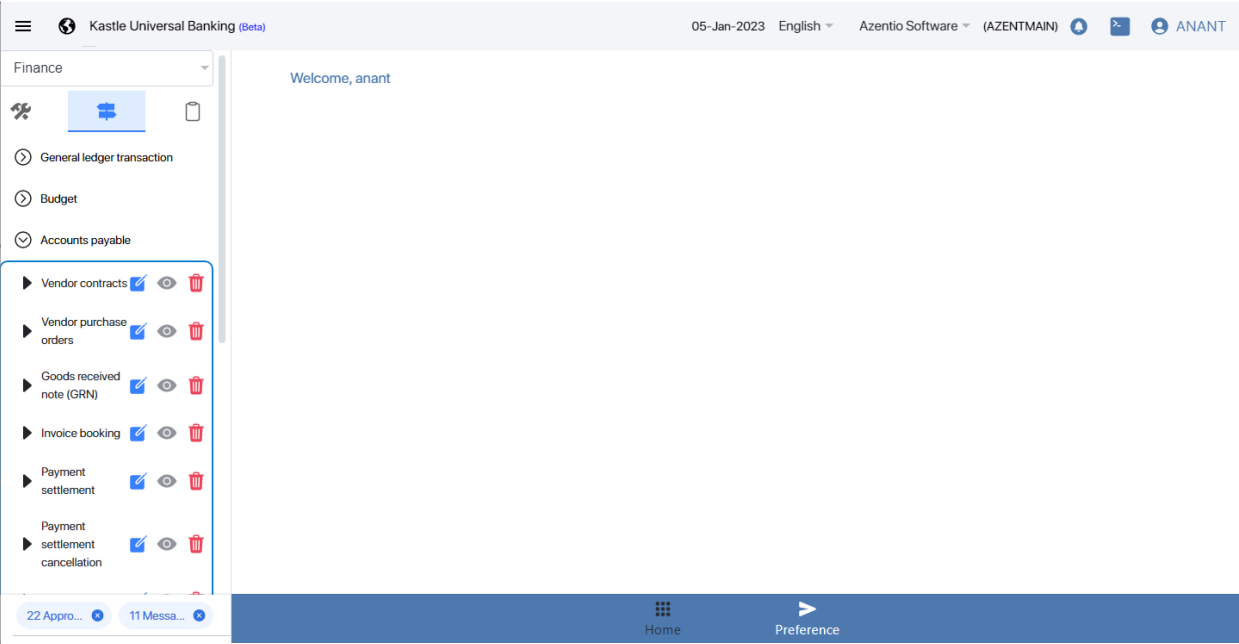 Kastle Universal Banking (Beta)
05-Jan-2023 English Azentio Software (AZENTMAIN) ANANT
Finance
Welcome, anant
General ledger transaction
Budget
Accounts payable
Vendor contracts
Vendor purchase
orders
Goods received
note (GRN)
Invoice booking
Payment
settlement
Payment
settlement
cancellation
22 Appro...
11 Messa...
Home
Preference